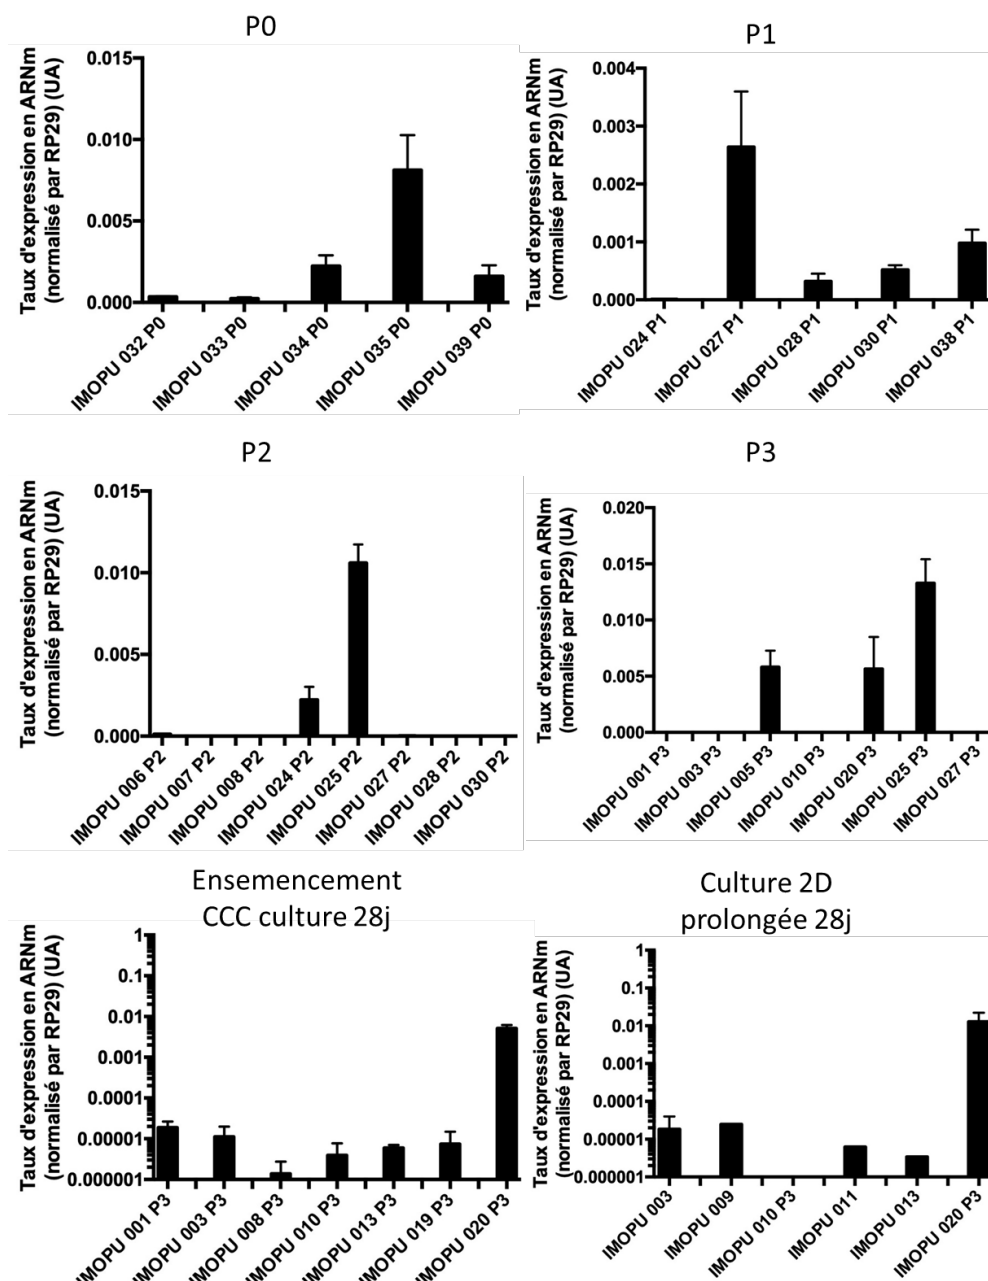 P0
Taux d'expression en ARNm
(normalisé par RP29) (UA)
0.015
0.010
0.005
0.000
IMOPU 032 P0
IMOPU 033 P0
IMOPU 034 P0
IMOPU 035 P0
IMOPU 039 P0
P1
Taux d'expression en ARNm
(normalisé par RP29) (UA)
0.004
0.003
0.002
0.001
0.000
IMOPU 024 P1
IMOPU 027 P1
IMOPU 028 P1
IMOPU 030 P1
IMOPU 038 P1
P2
Taux d'expression en ARNm
(normalisé par RP29) (UA)
0.015
0.010
0.005
0.000
IMOPU 006 P2
IMOPU 007 P2
IMOPU 008 P2
IMOPU 024 P2
IMOPU 025 P2
IMOPU 027 P2
IMOPU 028 P2
IMOPU 030 P2
P3
Taux d'expression en ARNm
(normalisé par RP29) (UA)
0.020
0.015
0.010
0.005
0.000
IMOPU 001 P3
IMOPU 003 P3
IMOPU 005 P3
IMOPU 010 P3
IMOPU 020 P3
IMOPU 025 P3
IMOPU 027 P3
Ensemencement
CCC culture 28j
Taux d'expression en ARNm
(normalisé par RP29) (UA)
1
0.1
0.01
0.001
0.0001
0.00001
0.000001
IMOPU 001 P3
IMOPU 003 P3
IMOPU 008 P3
IMOPU 010 P3
IMOPU 013 P3
IMOPU 019 P3
IMOPU 020 P3
Culture 2D
prolongée 28j
Taux d'expression en ARNm
(normalisé par RP29) (UA)
1
0.1
0.01
0.001
0.0001
0.00001
0.000001
IMOPU 003
IMOPU 009
IMOPU 010 P3
IMOPU 011
IMOPU 013
IMOPU 020 P3